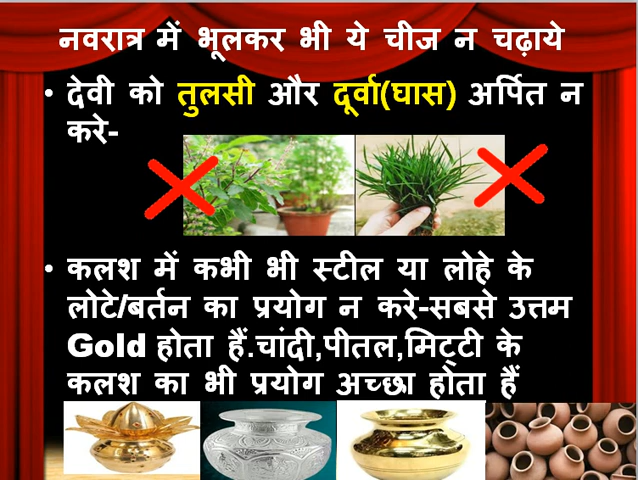 नवरात्र में भूलकर भी ये चीज न चढ़ाये
• देवी को तुलसी और दूर्वा(घास) अर्पित न
करे-
• कलश में कभी भी स्टील या लोहे के
लोटे/बर्तन का प्रयोग न करे-सबसे उत्तम
Gold होता हैं.चांदी,पीतल,मिट्टी के
कलश का भी प्रयोग अच्छा होता हैं